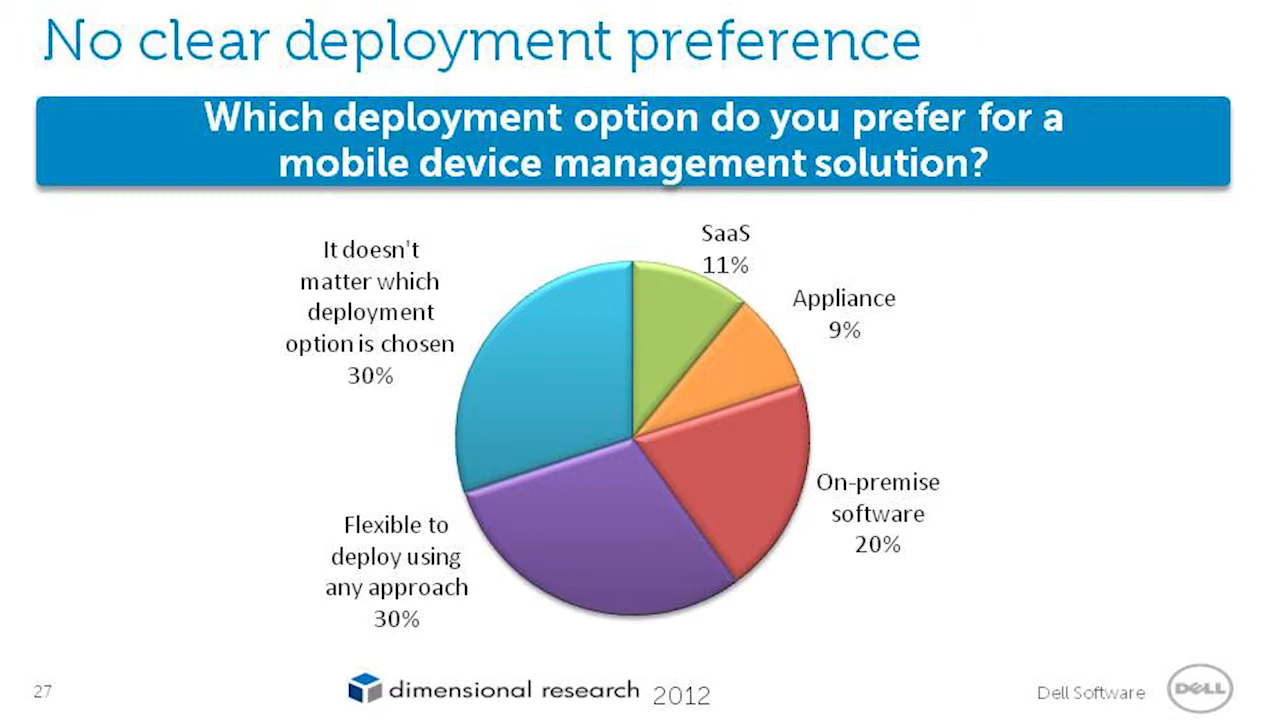 No clear deployment preference
Which deployment option do you prefer for a
mobile device management solution?
SaaS
11%
Appliance
9%
On-premise
software
20%
Flexible to
deploy using
any approach
30%
It doesn't
matter which
deployment
option is chosen
30%
27
dimensional research 2012
Dell Software
DELL